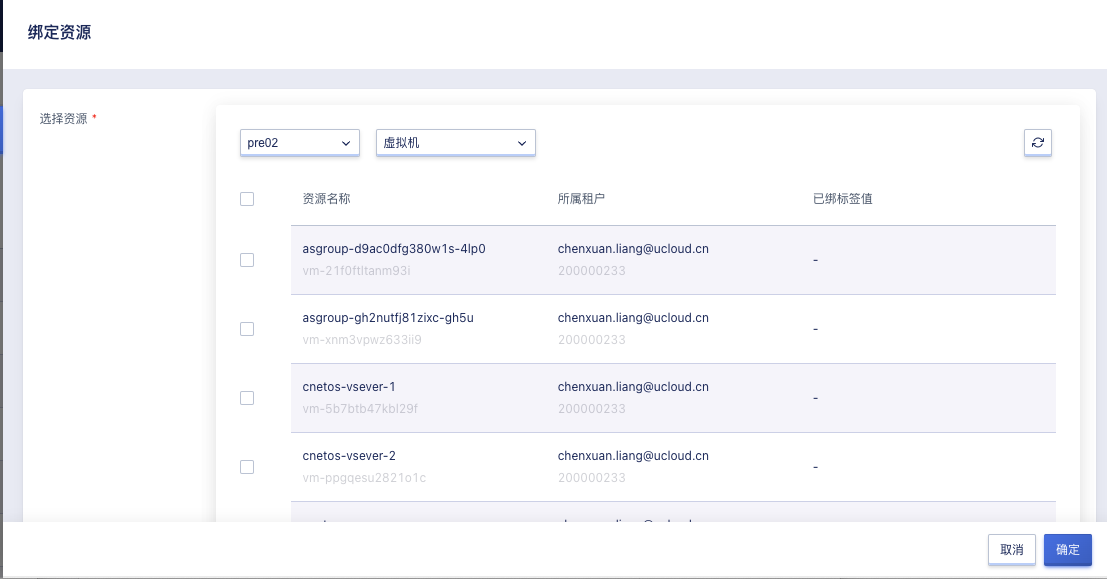 绑定资源
选择资源 *
pre02 虚拟机
资源名称 所属租户 已绑标签值
asgroup-d9ac0dfg380w1s-4lp0 chenxuan.liang@ucloud.cn -
vm-21f0ftltanm93i 200000233
asgroup-gh2nutfj81zixc-gh5u chenxuan.liang@ucloud.cn -
vm-xnm3vpwz633ii9 200000233
cnetos-vsever-1 chenxuan.liang@ucloud.cn -
vm-5b7btb47kbl29f 200000233
cnetos-vsever-2 chenxuan.liang@ucloud.cn -
vm-ppgqesu2821o1c 200000233
取消 确定